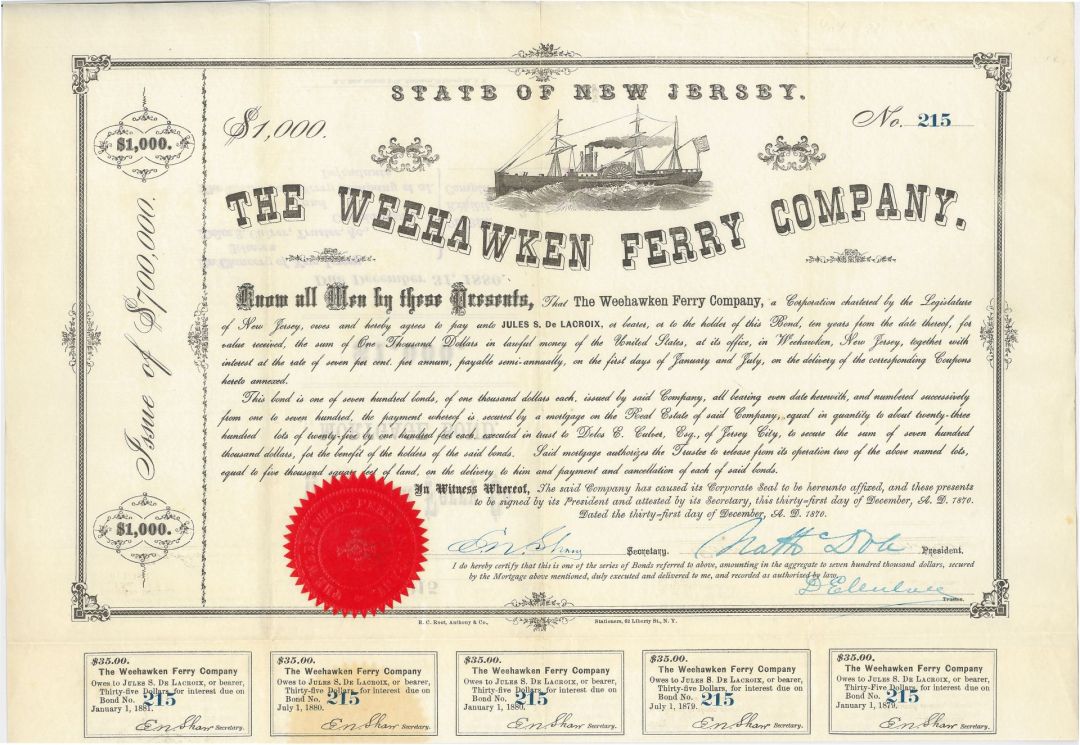 STATE OF NEW JERSEY.
$1,000.
No. 215
THE WEEHAWKEN FERRY COMPANY.
$1,000.
Issue of $700,000.
$1,000.
Know all Men by these Presents, That The Weehawken Ferry Company, a Corporation chartered by the Legislature
of New Jersey, owes and hereby agrees to pay unto JULES S. De LACROIX, or bearer, or to the holder of this Bond, ten years from the date thereof, for
value received, the sum of One Thousand Dollars in lawful money of the United States, at its office, in Weehawken, New Jersey, together with
interest at the rate of seven per cent. per annum, payable semi-annually, on the first days of January and July, on the delivery of the corresponding Coupons
hereto annexed.
This bond is one of seven hundred bonds, of one thousand dollars each, issued by said Company, all bearing even date herewith, and numbered successively
from one to seven hundred, the payment whereof is secured by a mortgage on the Real Estate of said Company, equal in quantity to about twenty-three
hundred lots of twenty-five by one hundred feet each, executed in trust to Delos E. Culver, Esq., of Jersey City, to secure the sum of seven hundred
thousand dollars, for the benefit of the holders of the said bonds. Said mortgage authorizes the Trustee to release from its operation two of the above named lots,
equal to five thousand square feet of land, on the delivery to him and payment and cancellation of each of said bonds.
In Witness Whereof, The said Company has caused its Corporate Seal to be hereunto affixed, and these presents
to be signed by its President and attested by its Secretary, this thirty-first day of December, A. D. 1870.
Dated the thirty-first day of December, A. D. 1870.
E. N. Shaw Secretary. Nath C Dole President.
I do hereby certify that this is one of the series of Bonds referred to above, amounting in the aggregate to seven hundred thousand dollars, secured
by the Mortgage above mentioned, duly executed and delivered to me, and recorded as authorized by law.
D E Culver
Trustee.
R. C. Root, Anthony & Co., Stationers, 62 Liberty St., N. Y.
$35.00.
The Weehawken Ferry Company
Owes to JULES S. DE LACROIX, or bearer,
Thirty-five Dollars, for interest due on
Bond No. 215
January 1, 1881.
E. N. Shaw Secretary.
$35.00.
The Weehawken Ferry Company
Owes to JULES S. DE LACROIX, or bearer,
Thirty-five Dollars, for interest due on
Bond No. 215
July 1, 1880.
E. N. Shaw Secretary.
$35.00.
The Weehawken Ferry Company
Owes to JULES S. DE LACROIX, or bearer,
Thirty-five Dollars, for interest due on
Bond No. 215
January 1, 1880.
E. N. Shaw Secretary.
$35.00.
The Weehawken Ferry Company
Owes to JULES S. DE LACROIX, or bearer,
Thirty-five Dollars, for interest due on
Bond No. 215
July 1, 1879.
E. N. Shaw Secretary.
$35.00.
The Weehawken Ferry Company
Owes to JULES S. DE LACROIX, or bearer,
Thirty-Five Dollars, for interest due on
Bond No. 215
January 1, 1879.
E. N. Shaw Secretary.